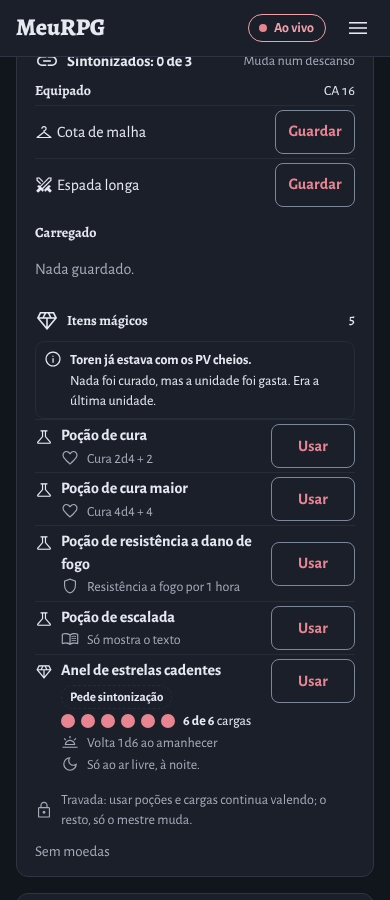 MeuRPG
Ao vivo
Sintonizados: 0 de 3
Muda num descanso
Equipado
CA 16
Cota de malha
Guardar
Espada longa
Guardar
Carregado
Nada guardado.
Itens mágicos
5
Toren já estava com os PV cheios.
Nada foi curado, mas a unidade foi gasta. Era a
última unidade.
Poção de cura
Cura 2d4 + 2
Usar
Poção de cura maior
Cura 4d4 + 4
Usar
Poção de resistência a dano de
fogo
Resistência a fogo por 1 hora
Usar
Poção de escalada
Só mostra o texto
Usar
Anel de estrelas cadentes
Pede sintonização
6 de 6 cargas
Volta 1d6 ao amanhecer
Só ao ar livre, à noite.
Usar
Travada: usar poções e cargas continua valendo; o
resto, só o mestre muda.
Sem moedas